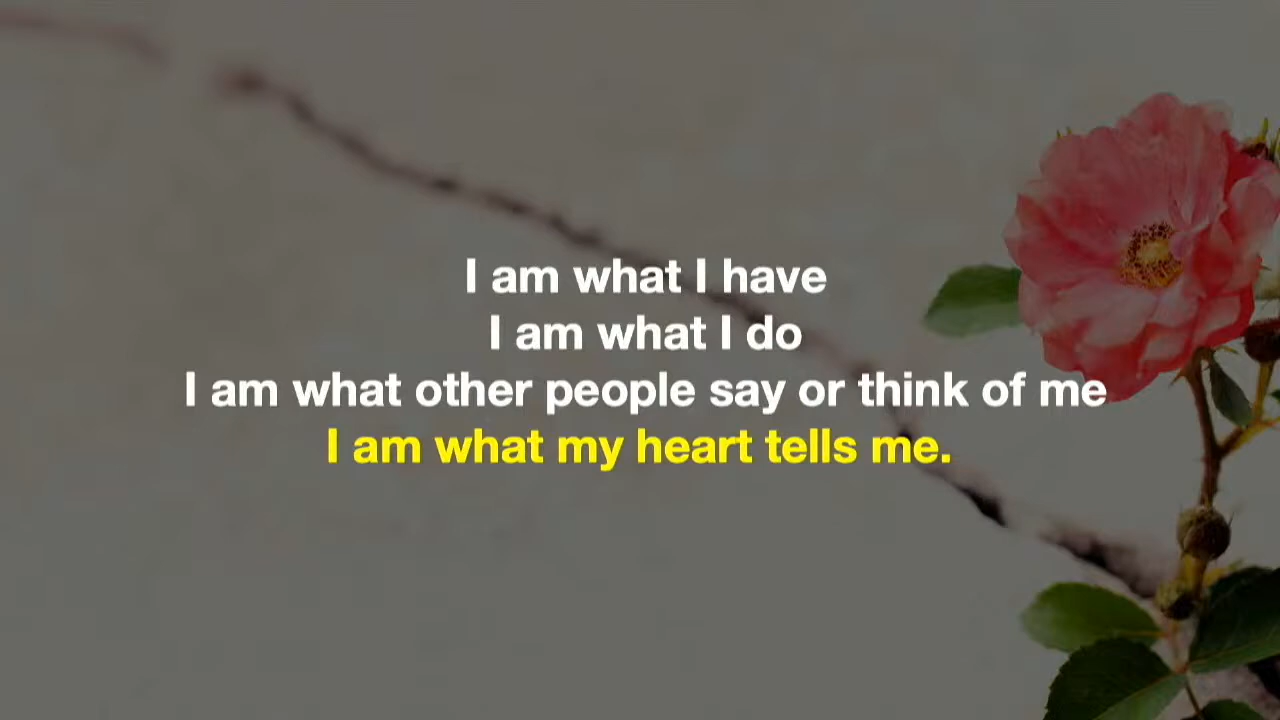 I am what I have
I am what I do
I am what other people say or think of me
I am what my heart tells me.